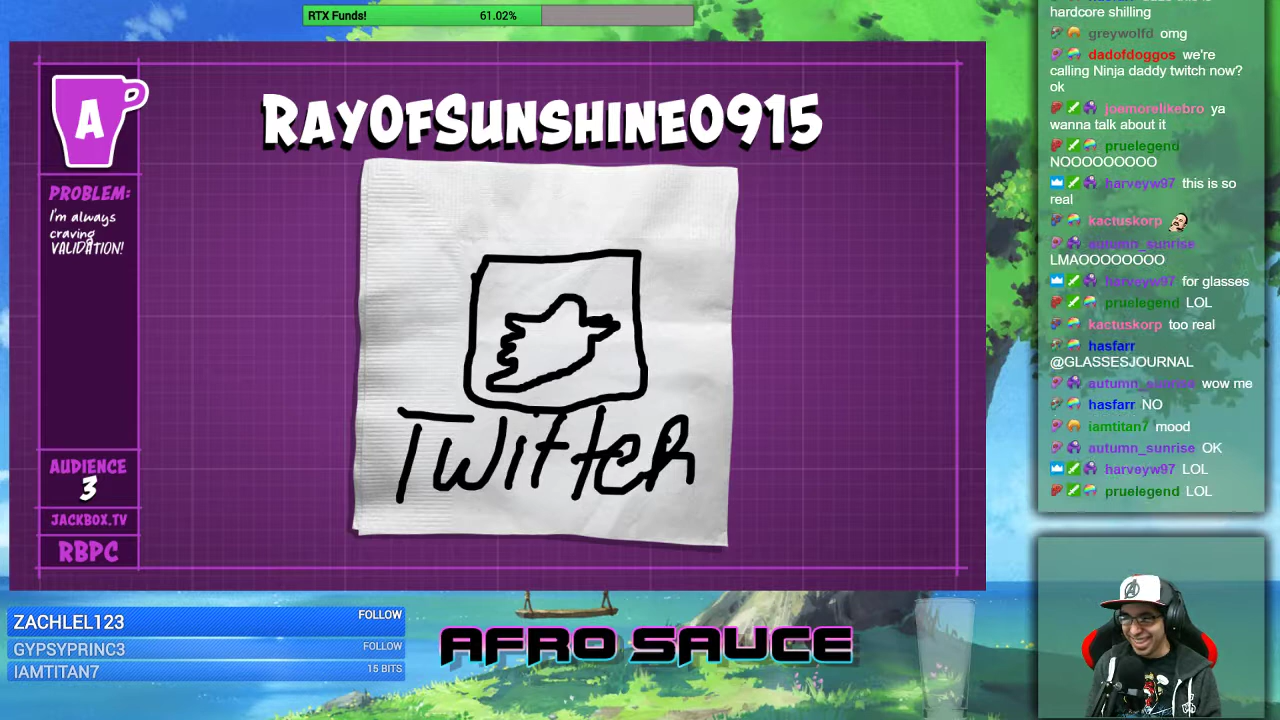 RTX Funds! 61.02%
A
PROBLEM:
I'm always
craving
VALIDATION!
AUDIENCE
3
JACKBOX.TV
RBPC
RAYOFSUNSHINE0915
Twitter
hardcore shilling
greywolfd omg
dadofdoggos we're
calling Ninja daddy twitch now?
ok
joemorelikebro ya
wanna talk about it
pruelegend
NOOOOOOOOO
harveyw97 this is so
real
kactuskorp
autumn_sunrise
LMAOOOOOOOO
harveyw97 for glasses
pruelegend LOL
kactuskorp too real
hasfarr
@GLASSESJOURNAL
autumn_sunrise wow me
hasfarr NO
iamtitan7 mood
autumn_sunrise OK
harveyw97 LOL
pruelegend LOL
ZACHLEL123 FOLLOW
GYPSYPRINC3 FOLLOW
IAMTITAN7 15 BITS
AFRO SAUCE
A